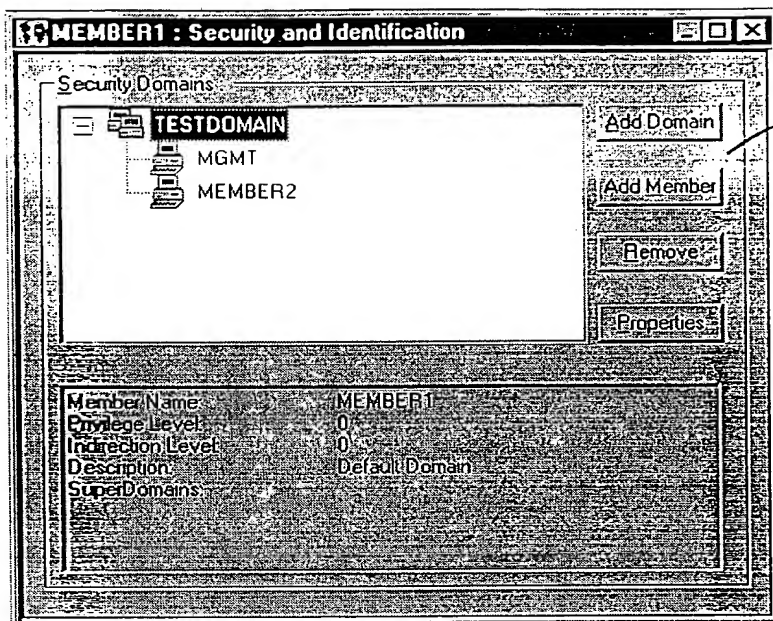 MEMBER1 : Security and Identification
Security Domains
TESTDOMAIN
MGMT
MEMBER2
Add Domain
Add Member
Remove
Properties
Member Name: MEMBER1
Privilege Level: 0
Indirection Level: 0
Description: Default Domain
SuperDomains: